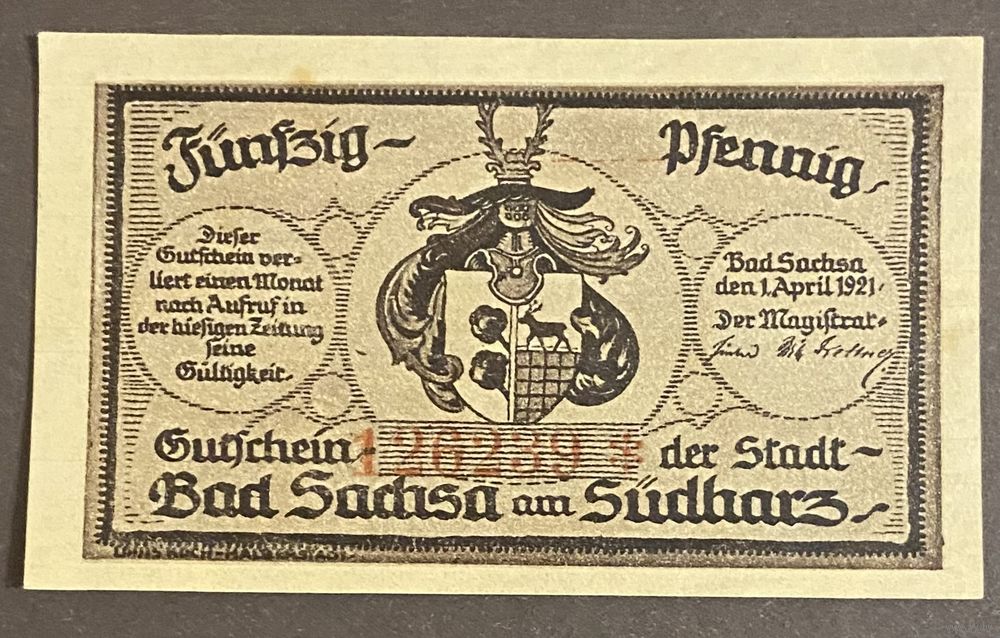 Fünfzig- Pfennig
Dieser
Gutschein ver-
liert einen Monat
nach Aufruf in
der hiesigen Zeitung
seine
Gültigkeit.
Bad Sachsa
den 1. April 1921.
Der Magistrat.
Gutschein- 126239 * der Stadt-
Bad Sachsa am Südharz